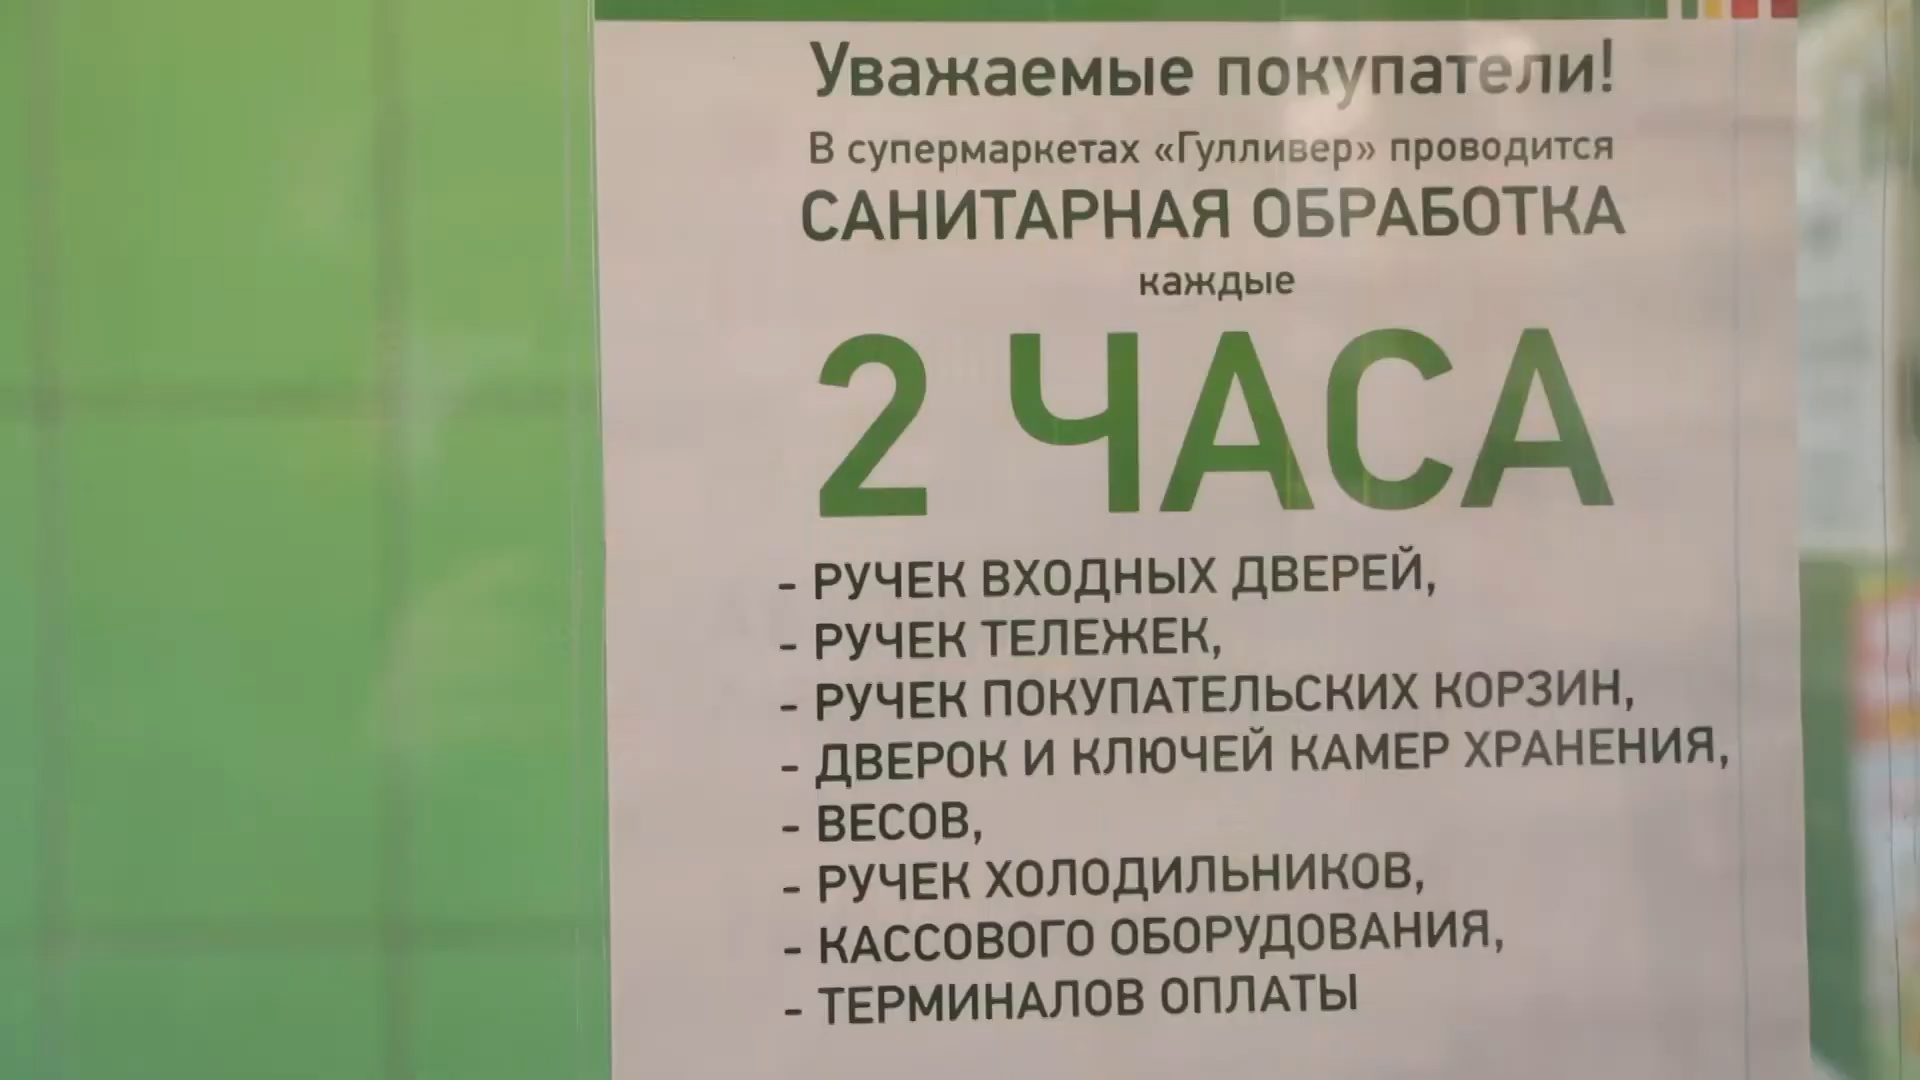 Уважаемые покупатели!
В супермаркетах «Гулливер» проводится
САНИТАРНАЯ ОБРАБОТКА
каждые
2 ЧАСА
- РУЧЕК ВХОДНЫХ ДВЕРЕЙ,
- РУЧЕК ТЕЛЕЖЕК,
- РУЧЕК ПОКУПАТЕЛЬСКИХ КОРЗИН,
- ДВЕРОК И КЛЮЧЕЙ КАМЕР ХРАНЕНИЯ,
- ВЕСОВ,
- РУЧЕК ХОЛОДИЛЬНИКОВ,
- КАССОВОГО ОБОРУДОВАНИЯ,
- ТЕРМИНАЛОВ ОПЛАТЫ